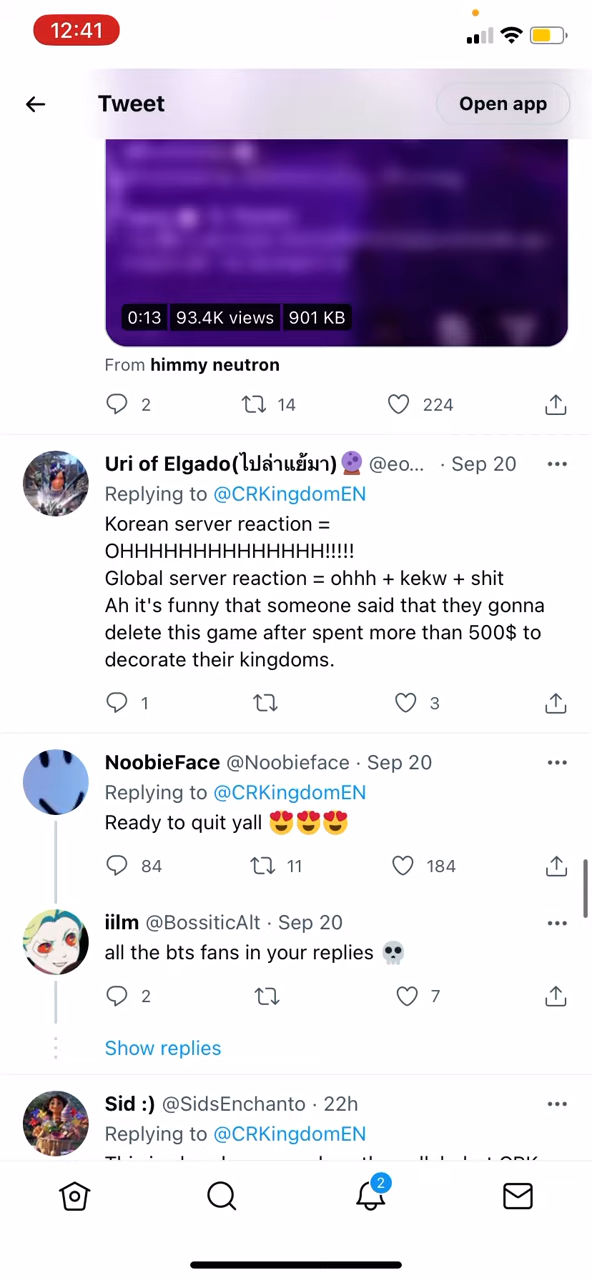 12:41
Tweet
Open app
0:13 93.4K views 901 KB
From himmy neutron
2 14 224
Uri of Elgado(ไปล่าแย้มา)🔮 @eo... · Sep 20
Replying to @CRKingdomEN
Korean server reaction =
OHHHHHHHHHHHHHH!!!!!
Global server reaction = ohhh + kekw + shit
Ah it's funny that someone said that they gonna
delete this game after spent more than 500$ to
decorate their kingdoms.
1 3
NoobieFace @Noobieface · Sep 20
Replying to @CRKingdomEN
Ready to quit yall 😍😍😍
84 11 184
iilm @BossiticAlt · Sep 20
all the bts fans in your replies 💀
2 7
Show replies
Sid :) @SidsEnchanto · 22h
Replying to @CRKingdomEN
2